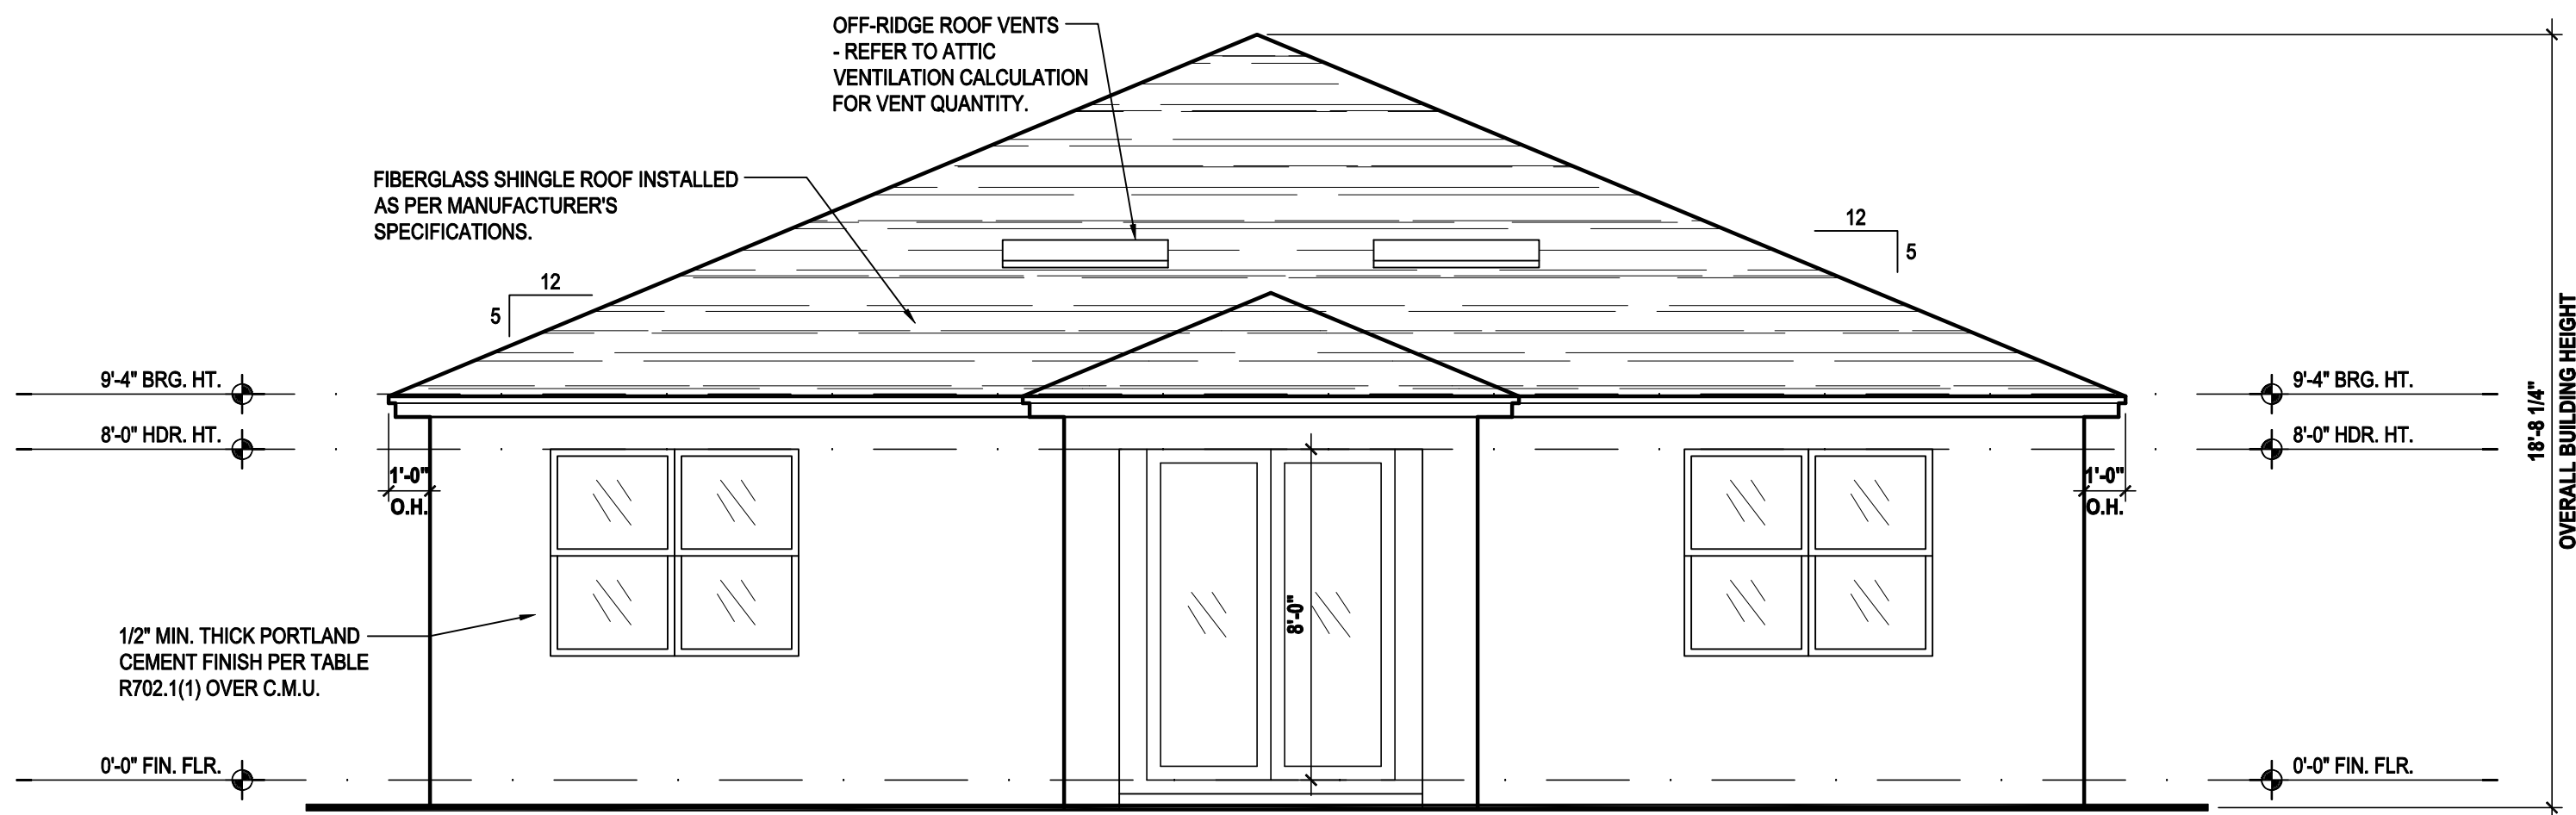 OFF-RIDGE ROOF VENTS
- REFER TO ATTIC
VENTILATION CALCULATION
FOR VENT QUANTITY.
FIBERGLASS SHINGLE ROOF INSTALLED
AS PER MANUFACTURER'S
SPECIFICATIONS.
12
5
12
5
9'-4" BRG. HT.
9'-4" BRG. HT.
8'-0" HDR. HT.
8'-0" HDR. HT.
1'-0"
O.H.
1'-0"
O.H.
18'-8 1/4"
OVERALL BUILDING HEIGHT
8'-0"
1/2" MIN. THICK PORTLAND
CEMENT FINISH PER TABLE
R702.1(1) OVER C.M.U.
0'-0" FIN. FLR.
0'-0" FIN. FLR.